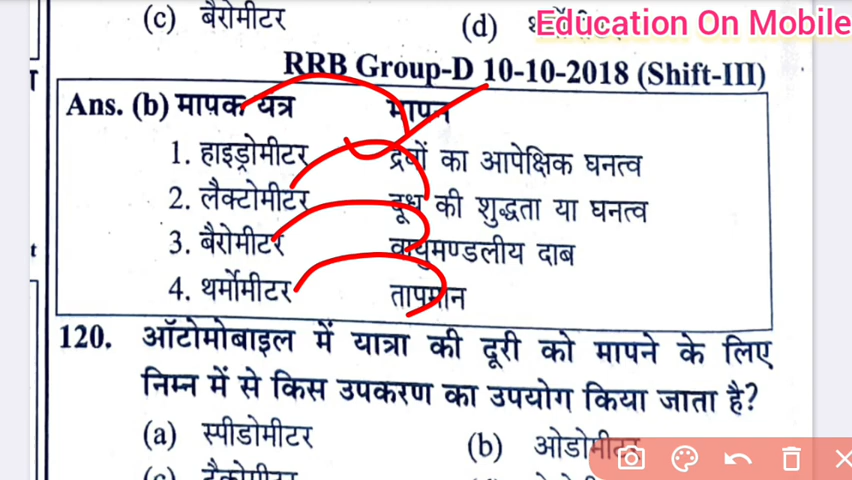 (c) बैरोमीटर (d)
Education On Mobile
RRB Group-D 10-10-2018 (Shift-III)
Ans. (b) मापक यंत्र मापन
1. हाइड्रोमीटर द्रवों का आपेक्षिक घनत्व
2. लैक्टोमीटर दूध की शुद्धता या घनत्व
3. बैरोमीटर वायुमण्डलीय दाब
4. थर्मोमीटर तापमान
120. ऑटोमोबाइल में यात्रा की दूरी को मापने के लिए
निम्न में से किस उपकरण का उपयोग किया जाता है?
(a) स्पीडोमीटर (b) ओडोमीटर